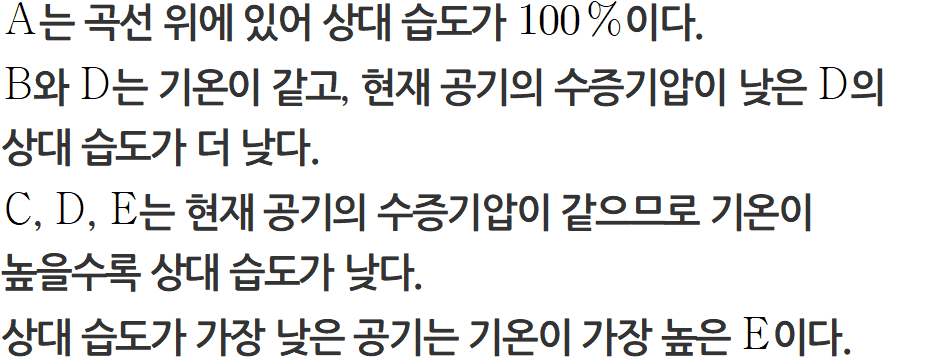 A는 곡선 위에 있어 상대 습도가 100%이다.
B와 D는 기온이 같고, 현재 공기의 수증기압이 낮은 D의
상대 습도가 더 낮다.
C, D, E는 현재 공기의 수증기압이 같으므로 기온이
높을수록 상대 습도가 낮다.
상대 습도가 가장 낮은 공기는 기온이 가장 높은 E이다.